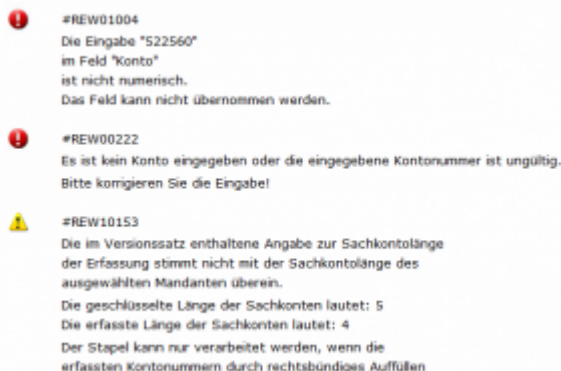 #REW01004
Die Eingabe "522560"
im Feld "Konto"
ist nicht numerisch.
Das Feld kann nicht übernommen werden.
#REW00222
Es ist kein Konto eingegeben oder die eingegebene Kontonummer ist ungültig.
Bitte korrigieren Sie die Eingabe!
#REW10153
Die im Versionssatz enthaltene Angabe zur Sachkontolänge
der Erfassung stimmt nicht mit der Sachkontolänge des
ausgewählten Mandanten überein.
Die geschlüsselte Länge der Sachkonten lautet: 5
Die erfasste Länge der Sachkonten lautet: 4
Der Stapel kann nur verarbeitet werden, wenn die
erfassten Kontonummern durch rechtsbündiges Auffüllen